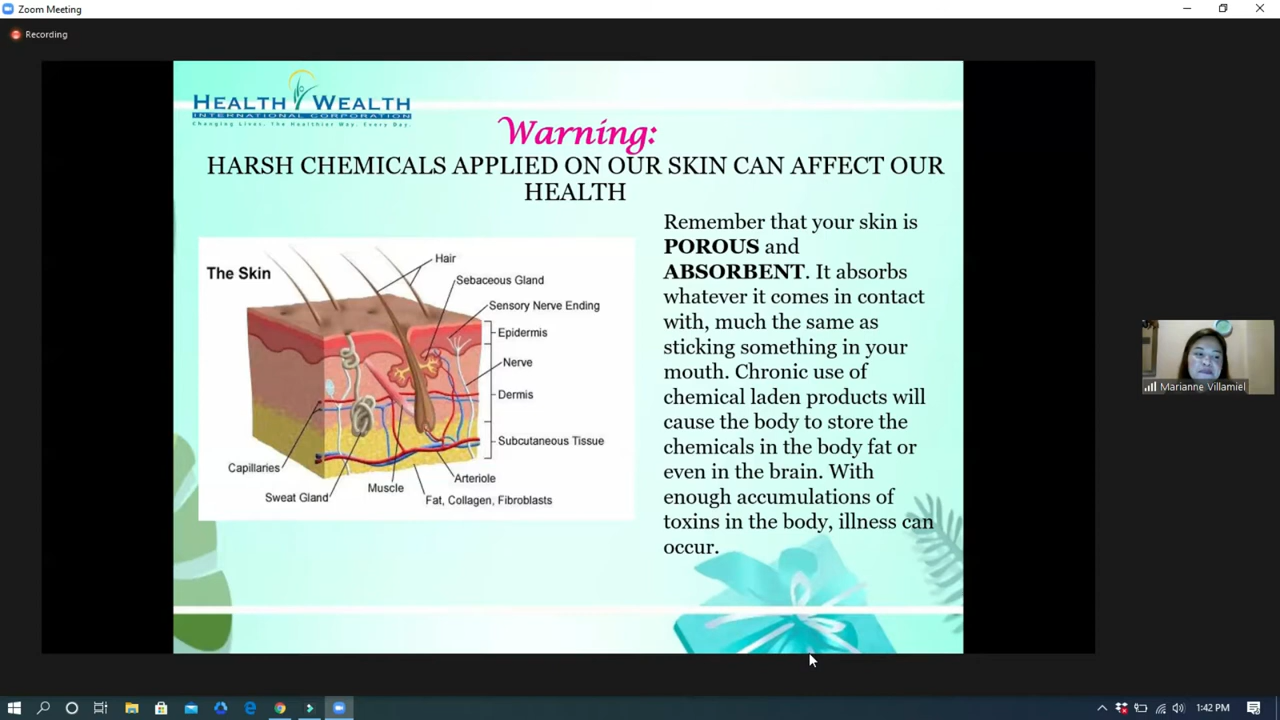 Zoom Meeting
Recording
HEALTH WEALTH
INTERNATIONAL CORPORATION
Changing Lives. The Healthier Way. Every Day.
Warning:
HARSH CHEMICALS APPLIED ON OUR SKIN CAN AFFECT OUR
HEALTH
The Skin
Hair
Sebaceous Gland
Sensory Nerve Ending
Epidermis
Nerve
Dermis
Subcutaneous Tissue
Capillaries
Arteriole
Muscle
Sweat Gland
Fat, Collagen, Fibroblasts
Remember that your skin is
POROUS and
ABSORBENT. It absorbs
whatever it comes in contact
with, much the same as
sticking something in your
mouth. Chronic use of
chemical laden products will
cause the body to store the
chemicals in the body fat or
even in the brain. With
enough accumulations of
toxins in the body, illness can
occur.
Marianne Villamiel
1:42 PM